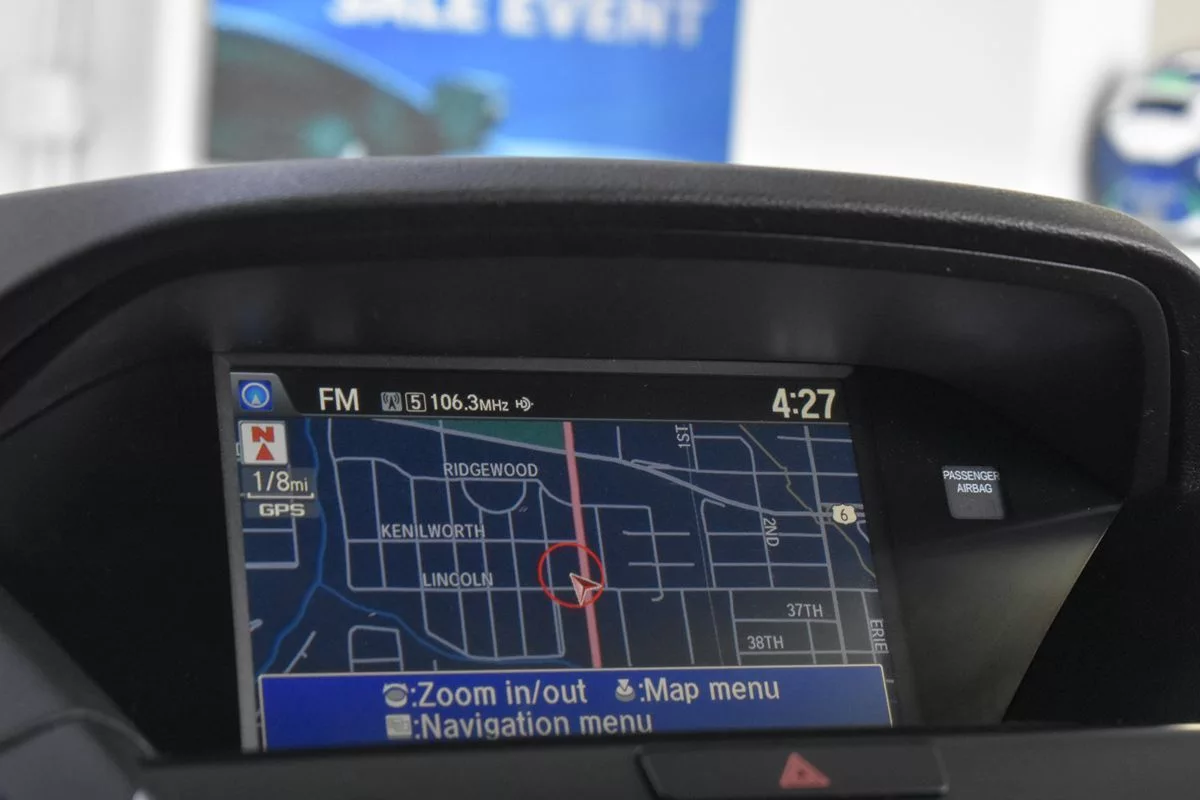 SALE EVENT
FM 5 106.3MHz HD 4:27
N
1/8mi
GPS
RIDGEWOOD
1ST
6
KENILWORTH
2ND
LINCOLN
37TH
38TH
ERIE
:Zoom in/out :Map menu
:Navigation menu
PASSENGER
AIRBAG